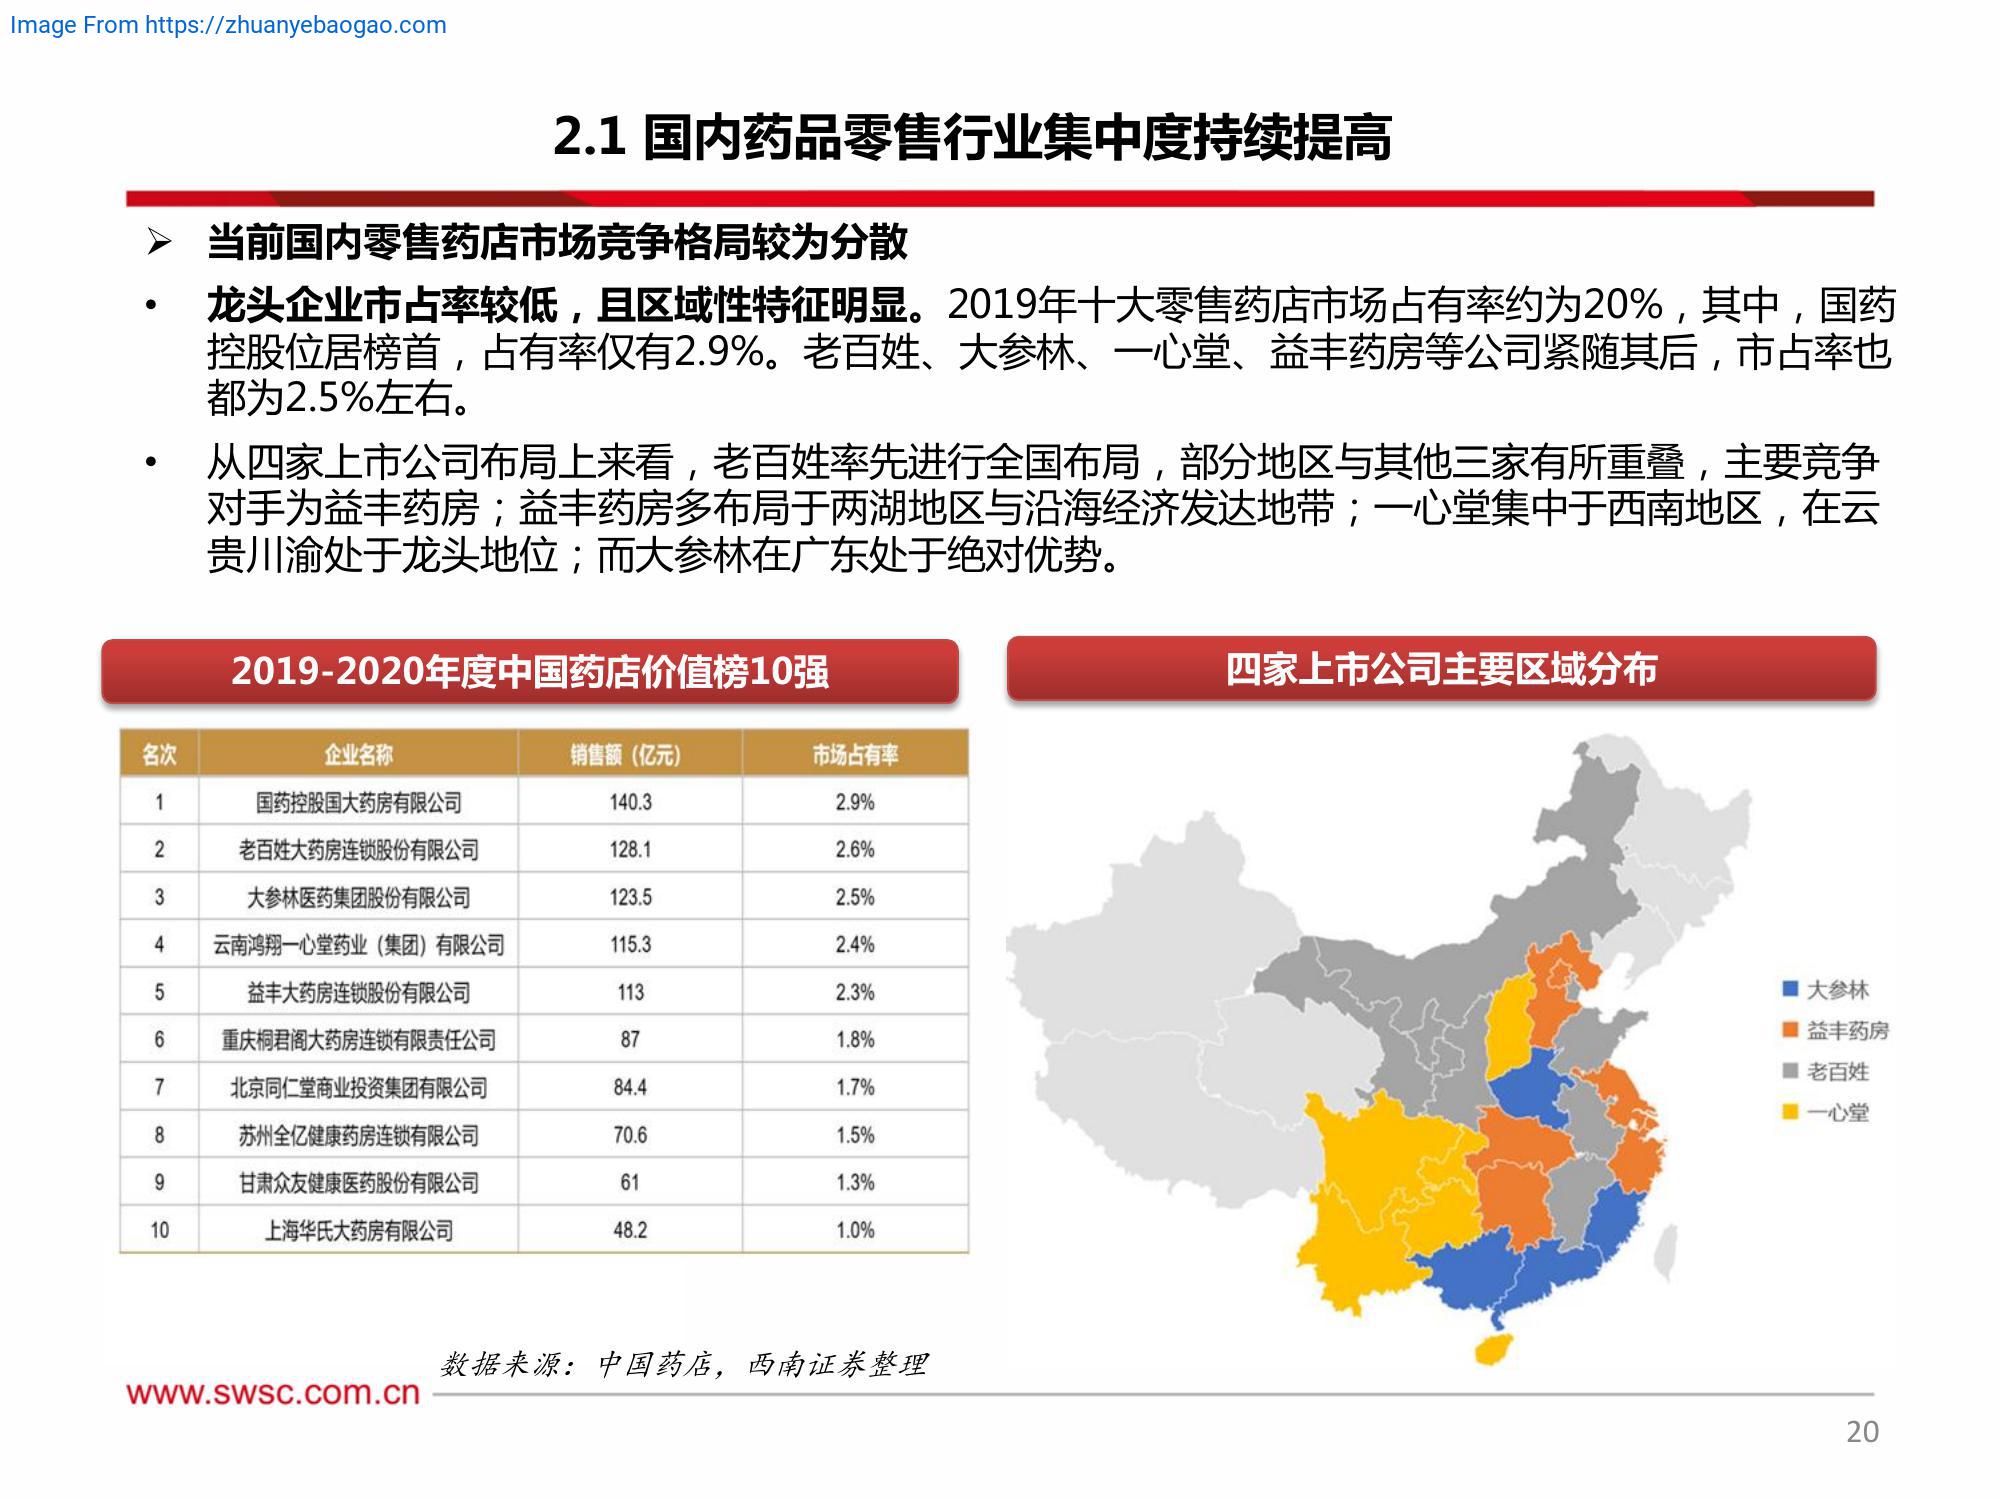 Image From https://zhuanyebaogao.com
2.1 国内药品零售行业集中度持续提高
➢ 当前国内零售药店市场竞争格局较为分散
• 龙头企业市占率较低，且区域性特征明显。2019年十大零售药店市场占有率约为20%，其中，国药
控股位居榜首，占有率仅有2.9%。老百姓、大参林、一心堂、益丰药房等公司紧随其后，市占率也
都为2.5%左右。
• 从四家上市公司布局上来看，老百姓率先进行全国布局，部分地区与其他三家有所重叠，主要竞争
对手为益丰药房；益丰药房多布局于两湖地区与沿海经济发达地带；一心堂集中于西南地区，在云
贵川渝处于龙头地位；而大参林在广东处于绝对优势。
2019-2020年度中国药店价值榜10强
名次 企业名称 销售额（亿元） 市场占有率
1 国药控股国大药房有限公司 140.3 2.9%
2 老百姓大药房连锁股份有限公司 128.1 2.6%
3 大参林医药集团股份有限公司 123.5 2.5%
4 云南鸿翔一心堂药业（集团）有限公司 115.3 2.4%
5 益丰大药房连锁股份有限公司 113 2.3%
6 重庆桐君阁大药房连锁有限责任公司 87 1.8%
7 北京同仁堂商业投资集团有限公司 84.4 1.7%
8 苏州全亿健康药房连锁有限公司 70.6 1.5%
9 甘肃众友健康医药股份有限公司 61 1.3%
10 上海华氏大药房有限公司 48.2 1.0%
四家上市公司主要区域分布
大参林
益丰药房
老百姓
一心堂
数据来源：中国药店，西南证券整理
www.swsc.com.cn
20